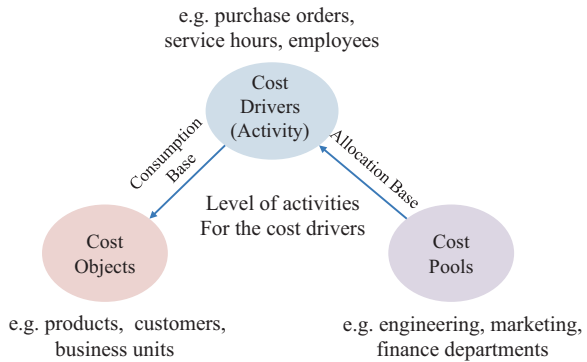 e.g. purchase orders,
service hours, employees
Cost
Drivers
(Activity)
Consumption
Base
Allocation Base
Level of activities
For the cost drivers
Cost
Objects
Cost
Pools
e.g. products, customers,
business units
e.g. engineering, marketing,
finance departments